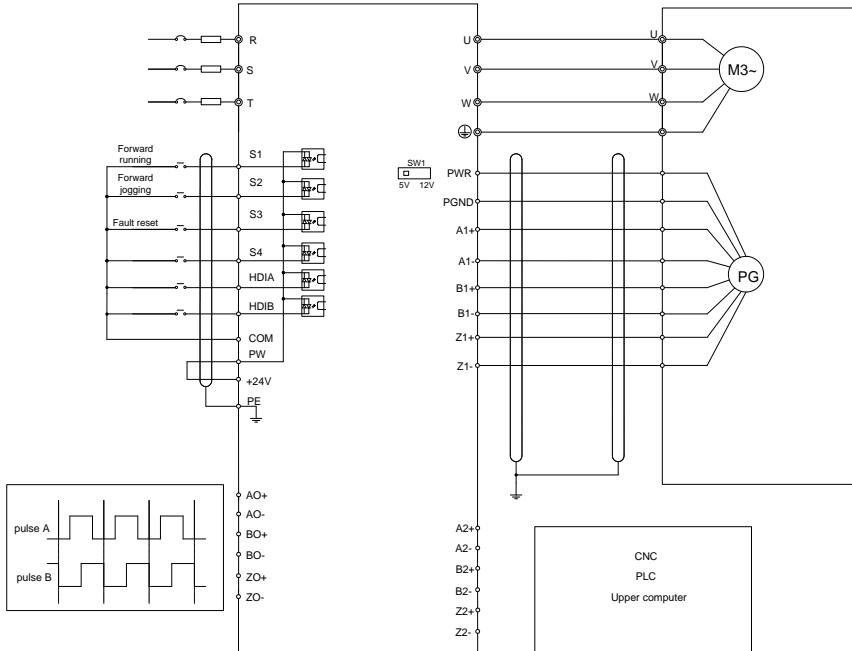 R
S
T
Forward
running
Forward
jogging
Fault reset
S1
S2
S3
S4
HDIA
HDIB
COM
PW
+24V
PE
U
V
W
SW1
5V 12V
PWR
PGND
A1+
A1-
B1+
B1-
Z1+
Z1-
U
V
W
M3~
PG
pulse A
pulse B
AO+
AO-
BO+
BO-
ZO+
ZO-
A2+
A2-
B2+
B2-
Z2+
Z2-
CNC
PLC
Upper computer